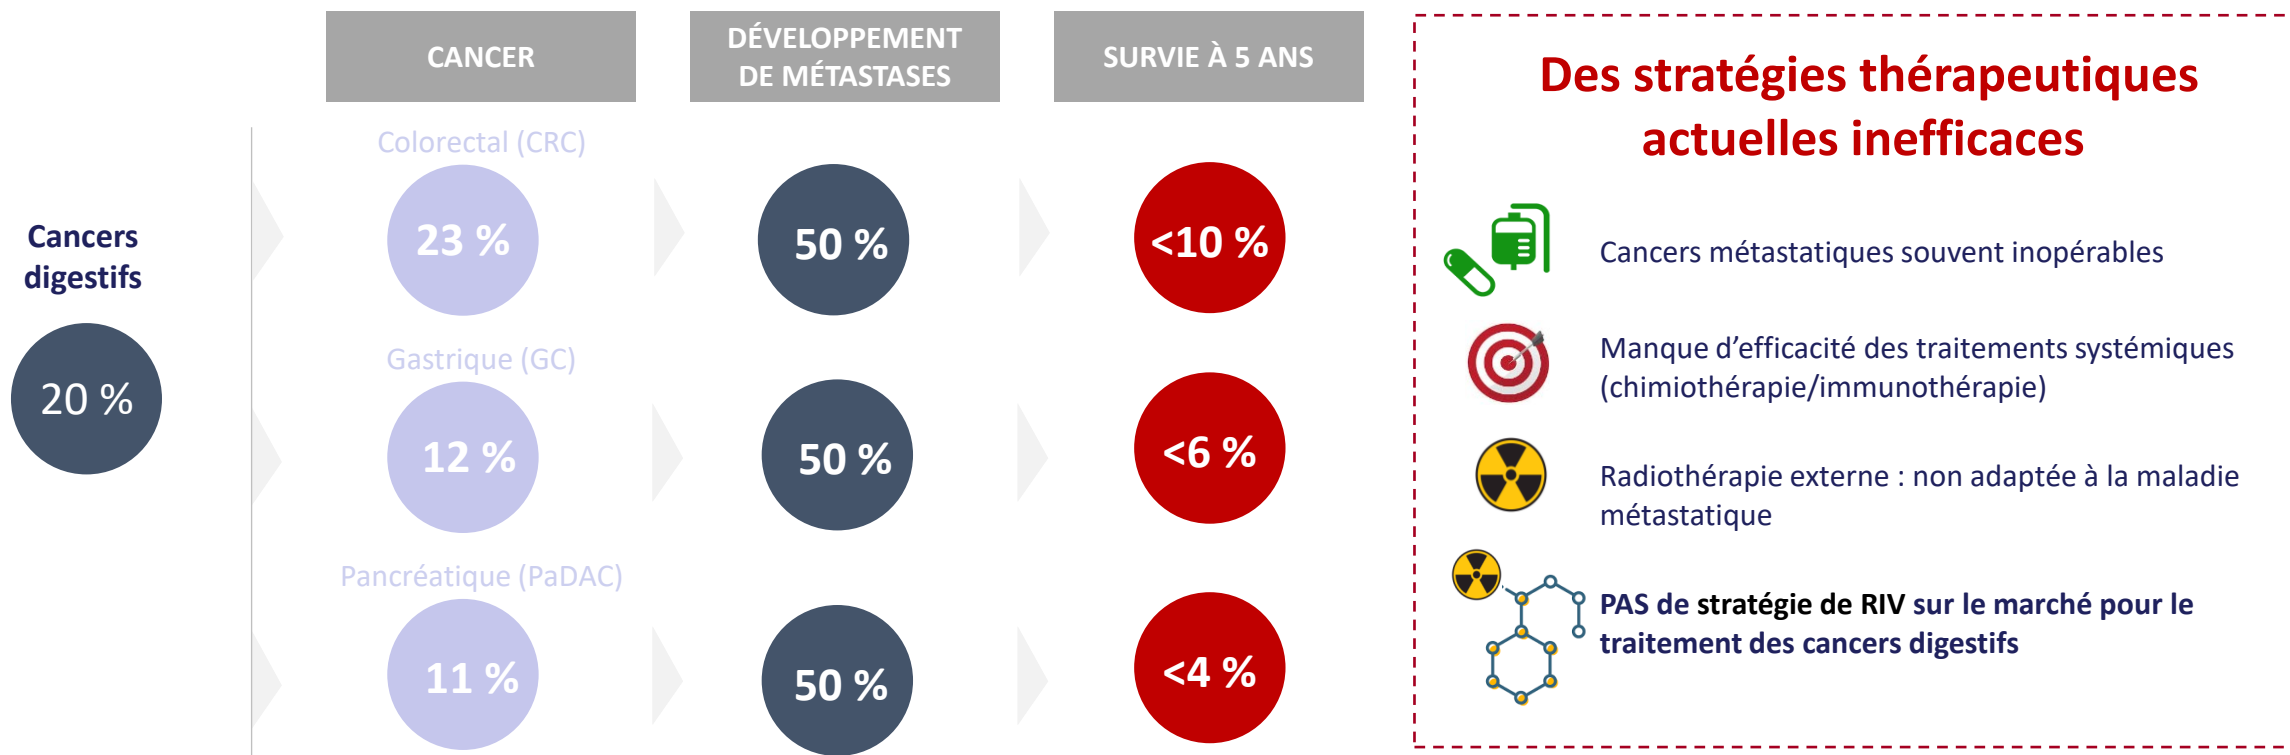 CANCER
DÉVELOPPEMENT
DE MÉTASTASES
SURVIE À 5 ANS
Cancers
digestifs
20 %
Colorectal (CRC)
23 %
50 %
<10 %
Gastrique (GC)
12 %
50 %
<6 %
Pancréatique (PaDAC)
11 %
50 %
<4 %
Des stratégies thérapeutiques
actuelles inefficaces
Cancers métastatiques souvent inopérables
Manque d’efficacité des traitements systémiques
(chimiothérapie/immunothérapie)
Radiothérapie externe : non adaptée à la maladie
métastatique
PAS de stratégie de RIV sur le marché pour le
traitement des cancers digestifs